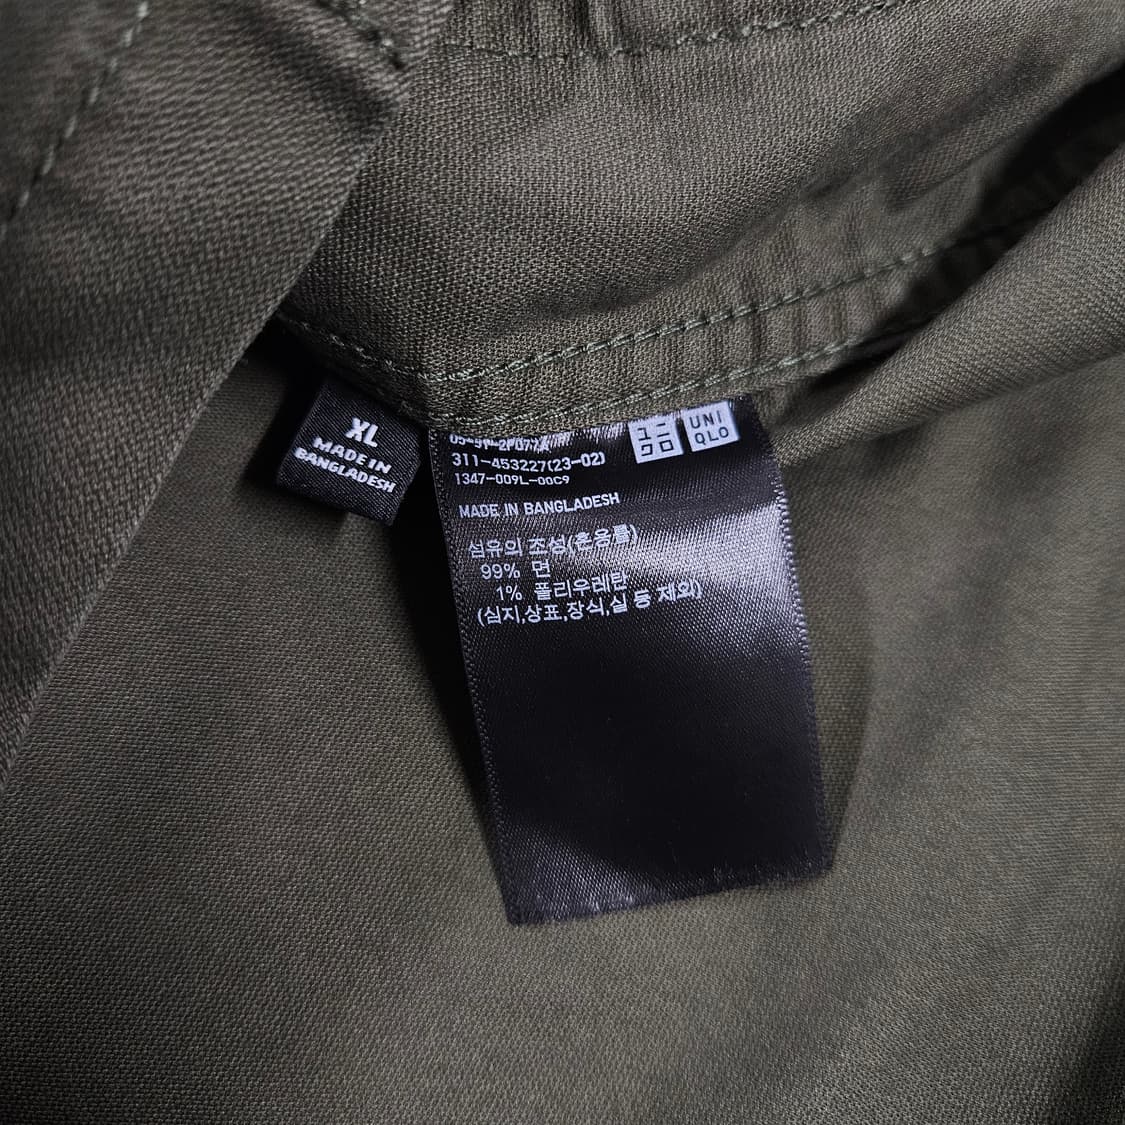 XL
MADE IN
BANGLADESH
ユニ
クロ
UNI
QLO
311-453227(23-02)
1347-009L-00C9
MADE IN BANGLADESH
섬유의 조성(혼용률)
99% 면
1% 폴리우레탄
(심지,상표,장식,실 등 제외)